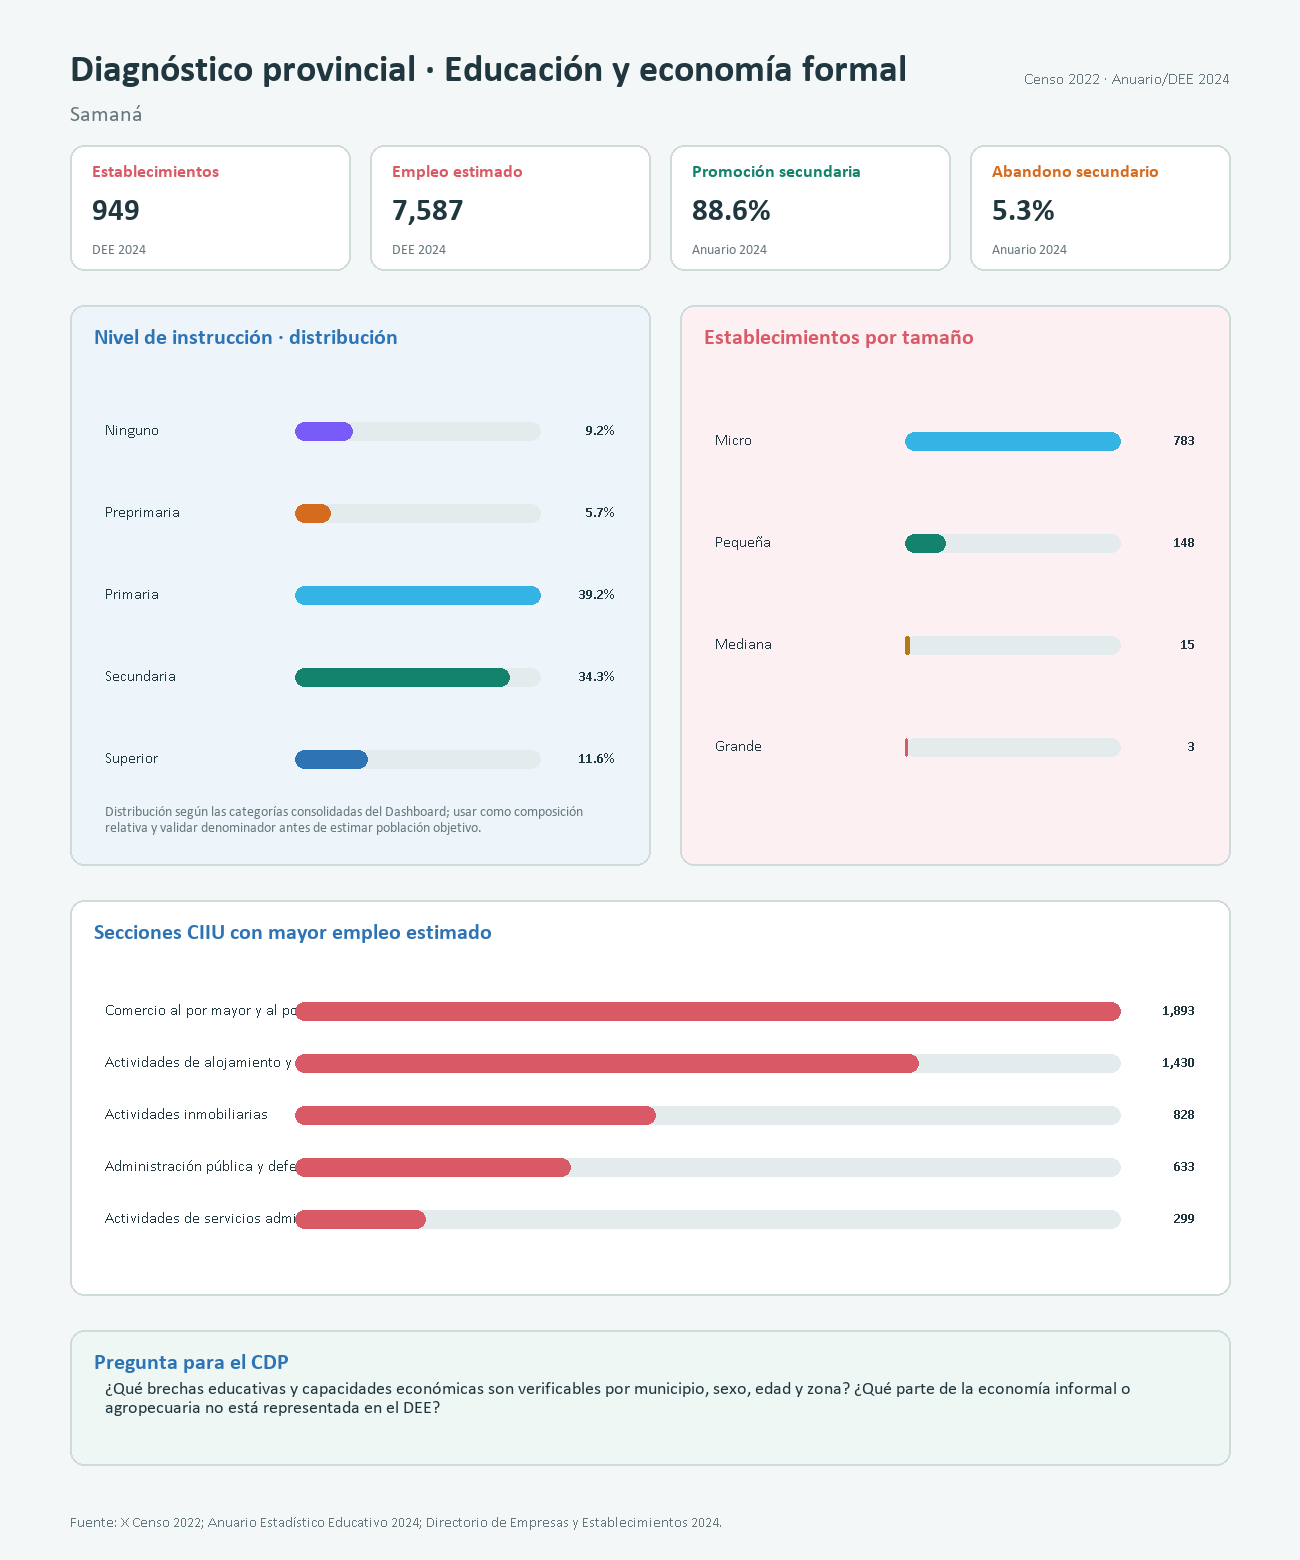 Diagnóstico provincial · Educación y economía formal
Censo 2022 · Anuario/DEE 2024
Samaná
Establecimientos
949
DEE 2024
Empleo estimado
7,587
DEE 2024
Promoción secundaria
88.6%
Anuario 2024
Abandono secundario
5.3%
Anuario 2024
Nivel de instrucción · distribución
Ninguno 9.2%
Preprimaria 5.7%
Primaria 39.2%
Secundaria 34.3%
Superior 11.6%
Distribución según las categorías consolidadas del Dashboard; usar como composición
relativa y validar denominador antes de estimar población objetivo.
Establecimientos por tamaño
Micro 783
Pequeña 148
Mediana 15
Grande 3
Secciones CIIU con mayor empleo estimado
Comercio al por mayor y al po 1,893
Actividades de alojamiento y 1,430
Actividades inmobiliarias 828
Administración pública y defe 633
Actividades de servicios admi 299
Pregunta para el CDP
¿Qué brechas educativas y capacidades económicas son verificables por municipio, sexo, edad y zona? ¿Qué parte de la economía informal o
agropecuaria no está representada en el DEE?
Fuente: X Censo 2022; Anuario Estadístico Educativo 2024; Directorio de Empresas y Establecimientos 2024.